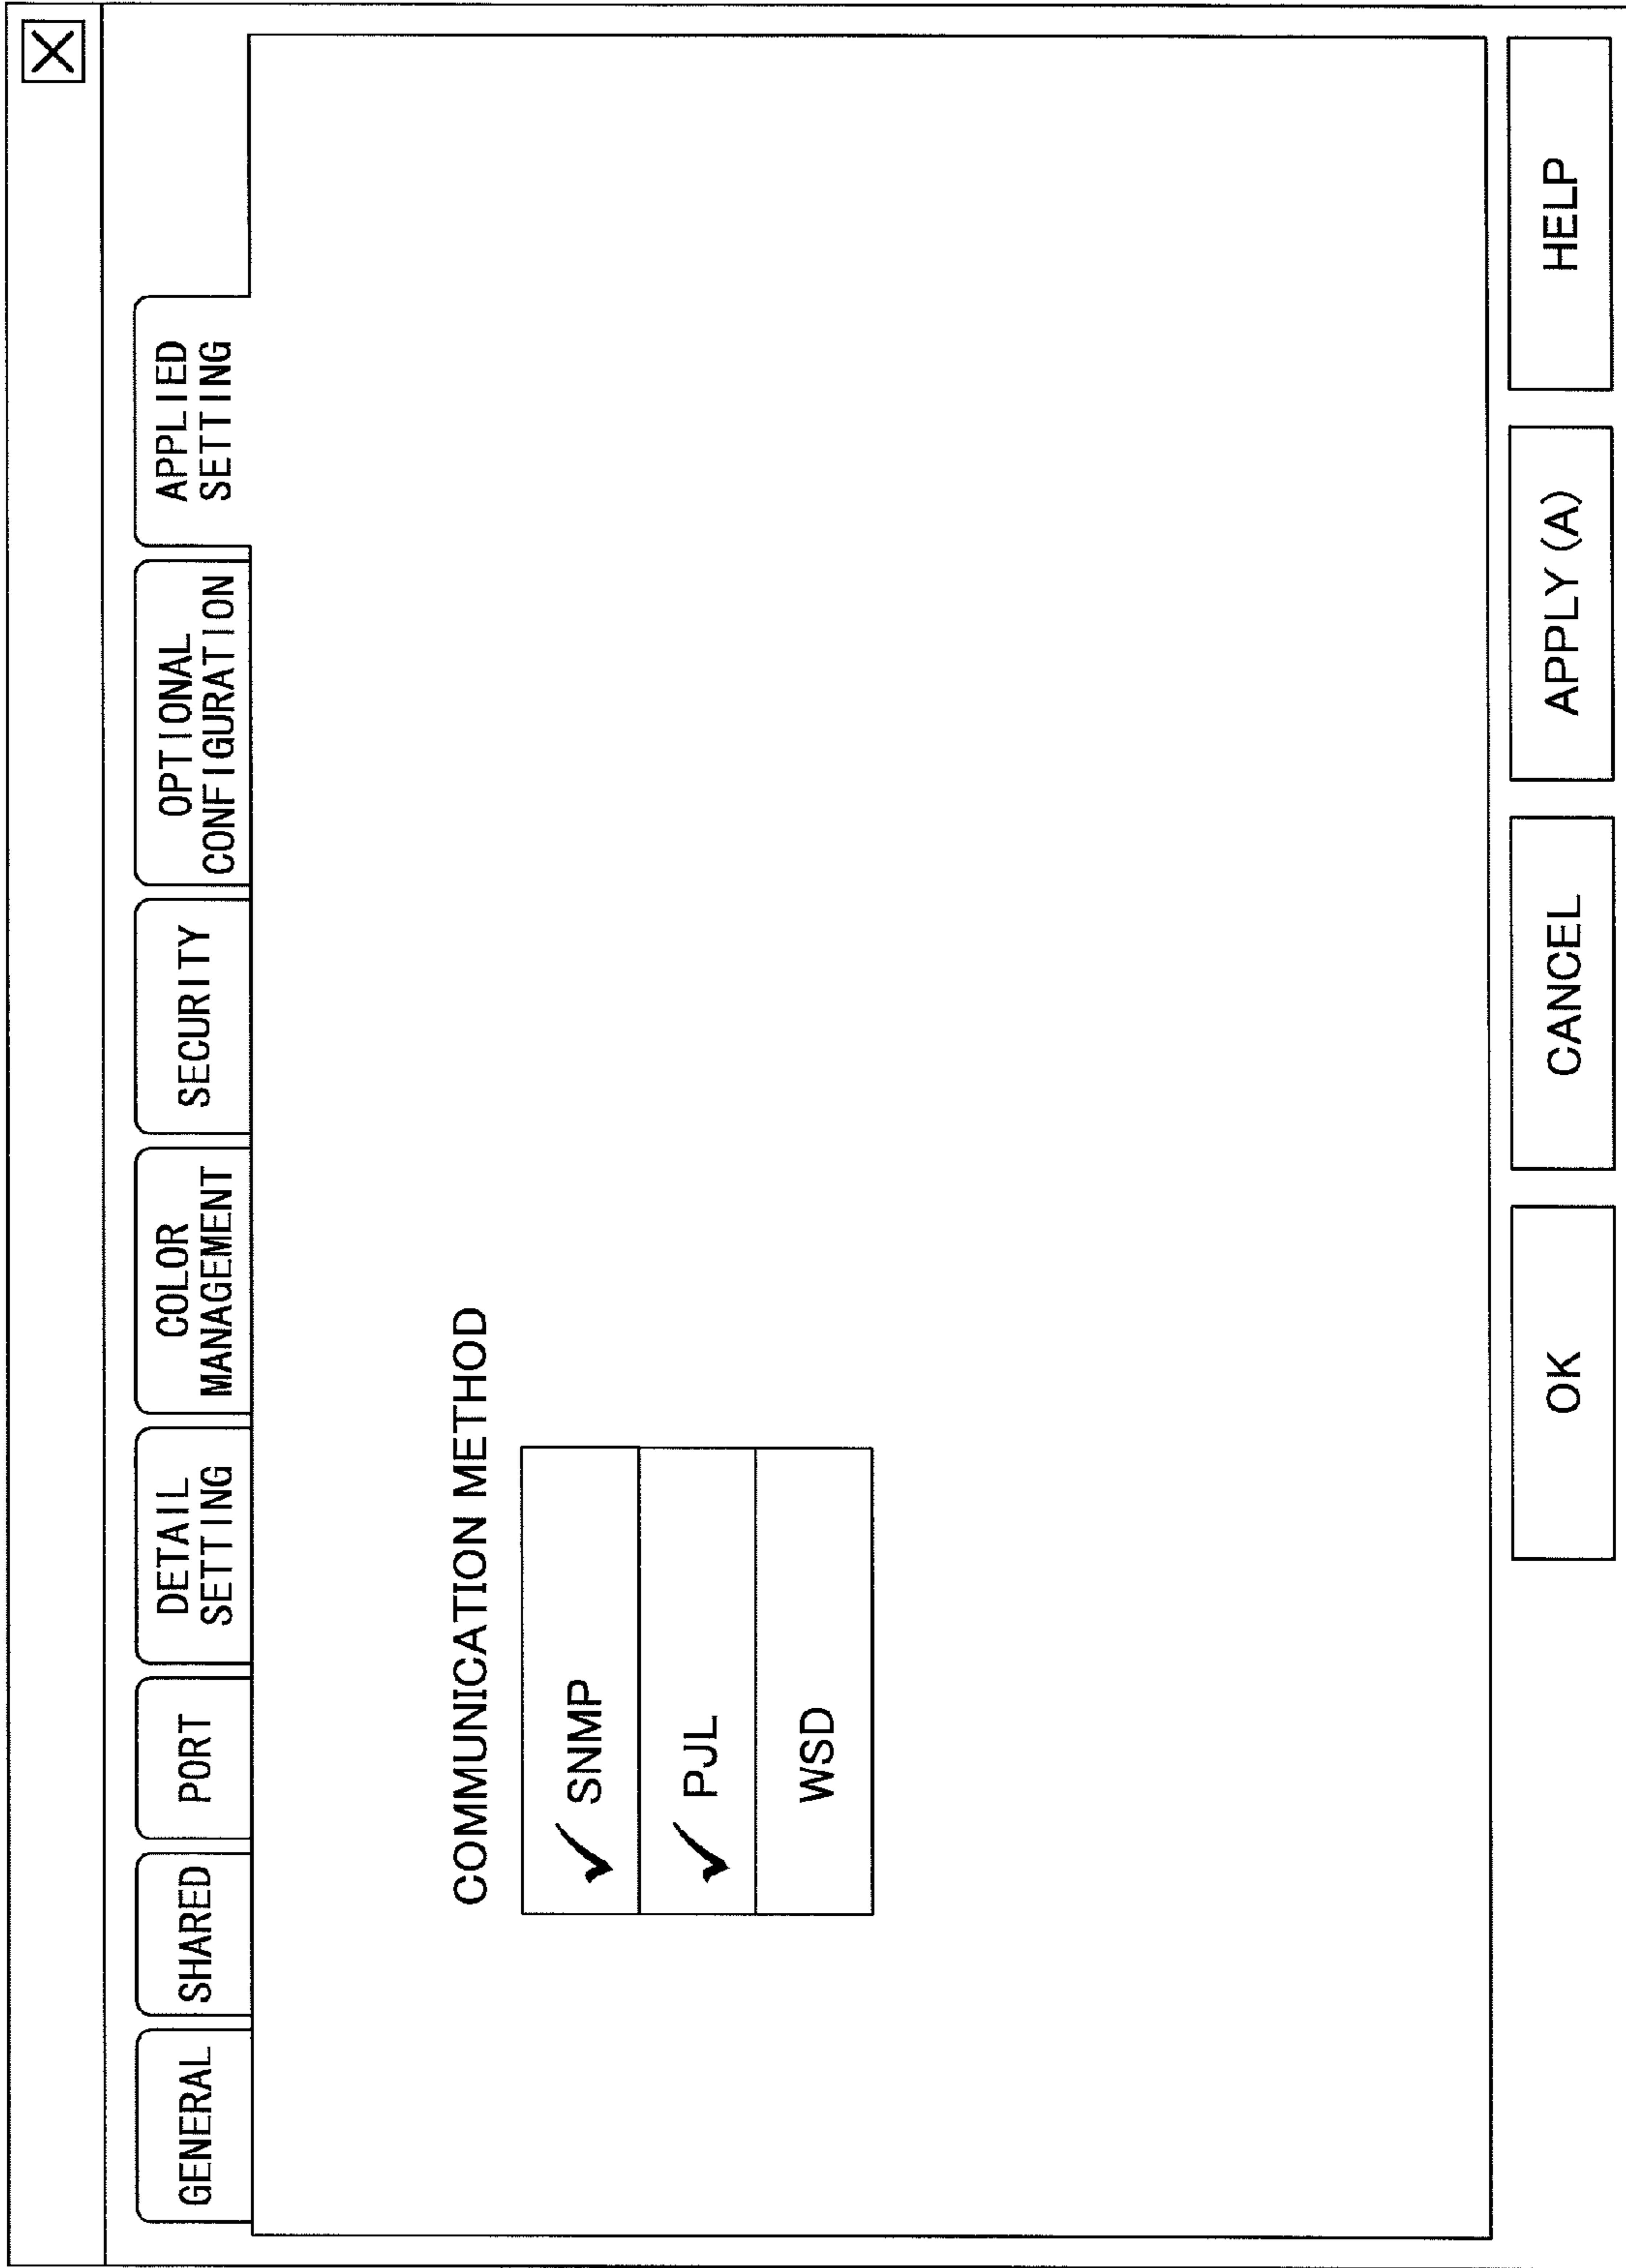 GENERAL
SHARED
PORT
DETAIL
SETTING
COLOR
MANAGEMENT
SECURITY
OPTIONAL
CONFIGURATION
APPLIED
SETTING
COMMUNICATION METHOD
✓ SNMP
✓ PJL
WSD
OK
CANCEL
APPLY (A)
HELP